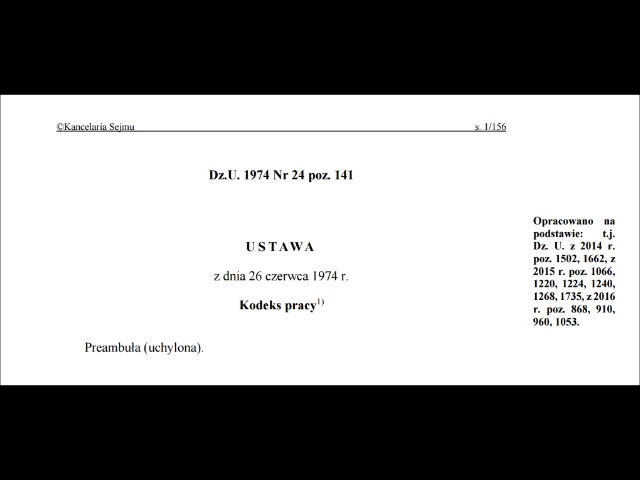 ©Kancelaria Sejmu s. 1/156
Dz.U. 1974 Nr 24 poz. 141
USTAWA
z dnia 26 czerwca 1974 r.
Kodeks pracy1)
Preambuła (uchylona).
Opracowano na
podstawie: t.j.
Dz. U. z 2014 r.
poz. 1502, 1662, z
2015 r. poz. 1066,
1220, 1224, 1240,
1268, 1735, z 2016
r. poz. 868, 910,
960, 1053.